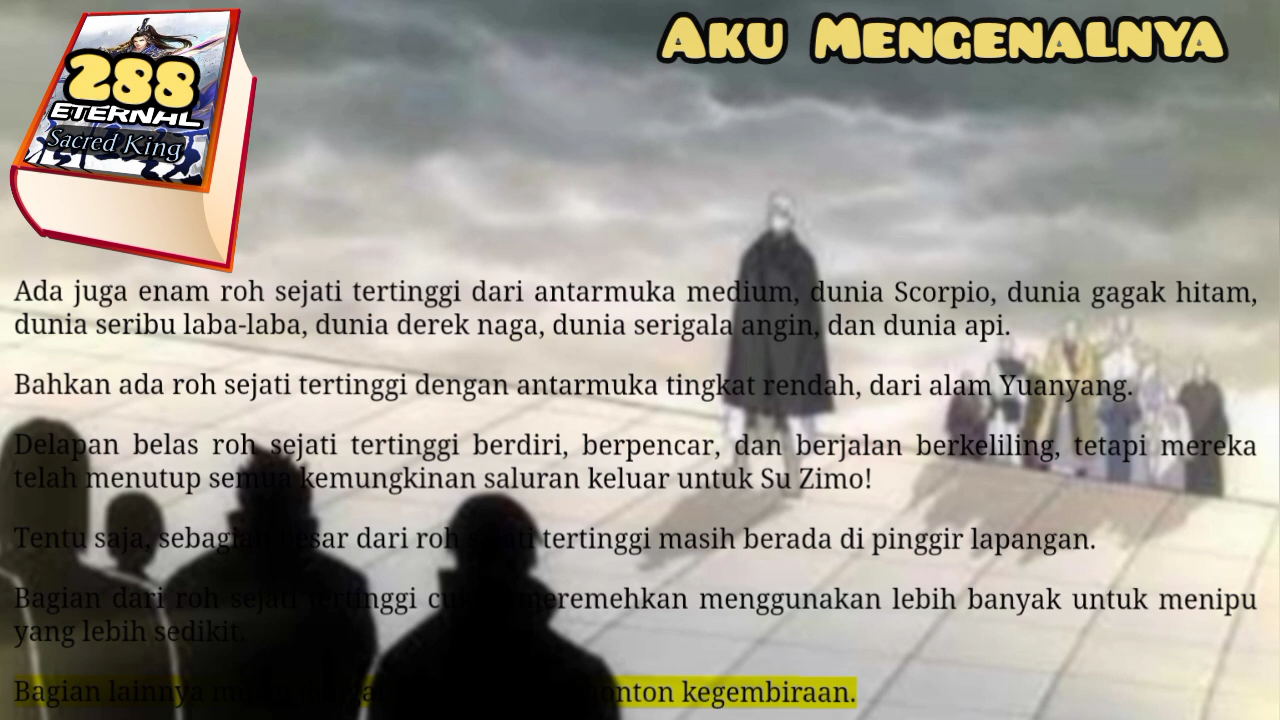 288
ETERNAL
Sacred King
Aku Mengenalnya
Ada juga enam roh sejati tertinggi dari antarmuka medium, dunia Scorpio, dunia gagak hitam,
dunia seribu laba-laba, dunia derek naga, dunia serigala angin, dan dunia api.
Bahkan ada roh sejati tertinggi dengan antarmuka tingkat rendah, dari alam Yuanyang.
Delapan belas roh sejati tertinggi berdiri, berpencar, dan berjalan berkeliling, tetapi mereka
telah menutup semua kemungkinan saluran keluar untuk Su Zimo!
Tentu saja, sebagian besar dari roh sejati tertinggi masih berada di pinggir lapangan.
Bagian dari roh sejati tertinggi meremehkan menggunakan lebih banyak untuk menipu
yang lebih sedikit.
Bagian lainnya kegembiraan.